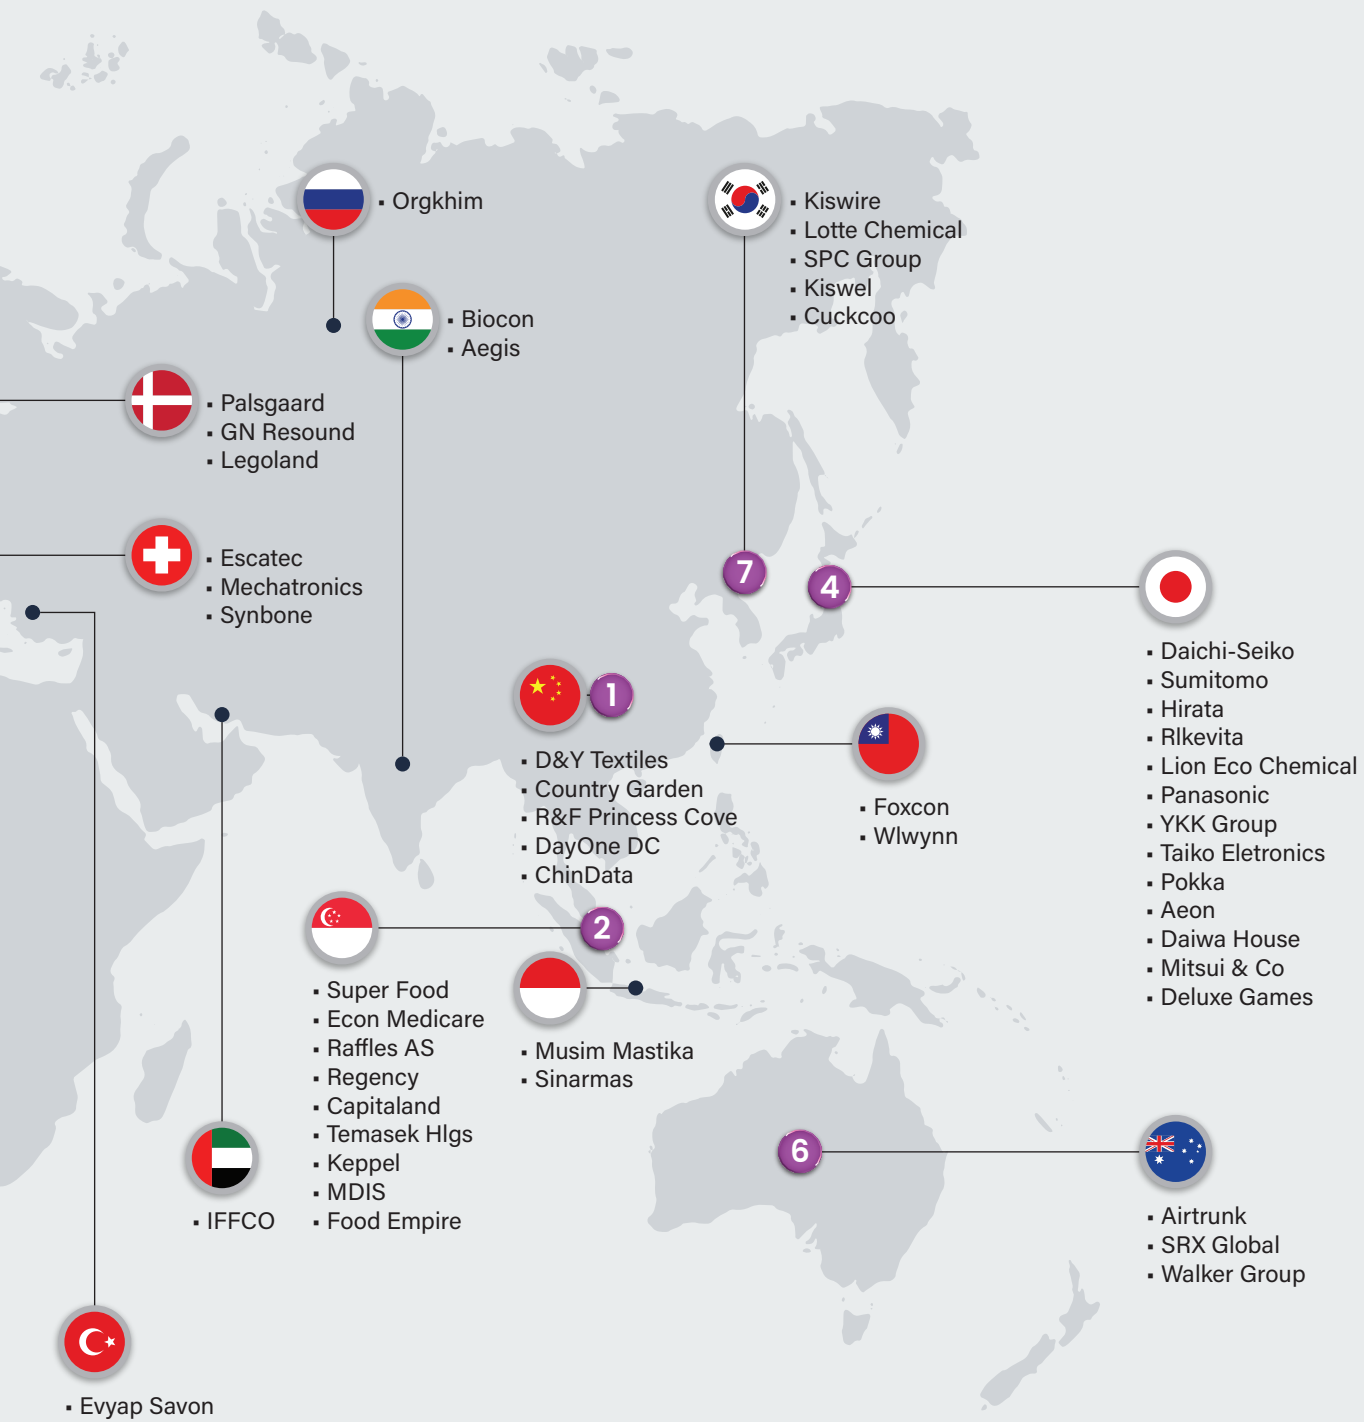 ▪ Orgkhim
▪ Kiswire
▪ Lotte Chemical
▪ SPC Group
▪ Kiswel
▪ Cuckcoo
▪ Biocon
▪ Aegis
▪ Palsgaard
▪ GN Resound
▪ Legoland
▪ Escatec
▪ Mechatronics
▪ Synbone
7
4
▪ Daichi-Seiko
▪ Sumitomo
▪ Hirata
▪ Rlkevita
▪ Lion Eco Chemical
▪ Panasonic
▪ YKK Group
▪ Taiko Eletronics
▪ Pokka
▪ Aeon
▪ Daiwa House
▪ Mitsui & Co
▪ Deluxe Games
1
▪ D&Y Textiles
▪ Country Garden
▪ R&F Princess Cove
▪ DayOne DC
▪ ChinData
▪ Foxcon
▪ Wlwynn
2
▪ Super Food
▪ Econ Medicare
▪ Raffles AS
▪ Regency
▪ Capitaland
▪ Temasek Hlgs
▪ Keppel
▪ MDIS
▪ Food Empire
▪ Musim Mastika
▪ Sinarmas
6
▪ Airtrunk
▪ SRX Global
▪ Walker Group
▪ IFFCO
▪ Evyap Savon